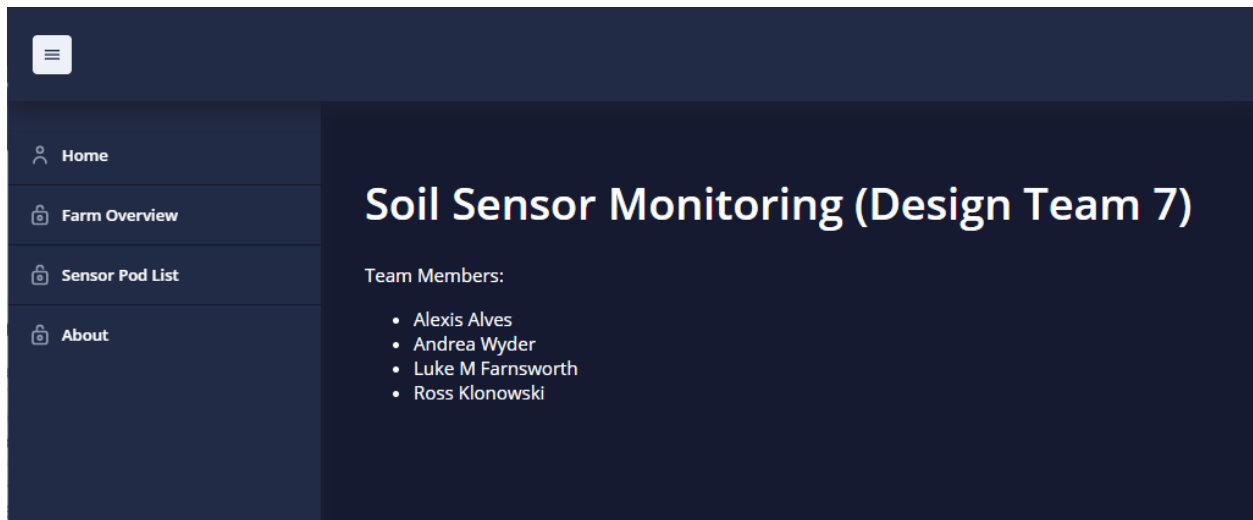 Home
Farm Overview
Sensor Pod List
About
Soil Sensor Monitoring (Design Team 7)
Team Members:
• Alexis Alves
• Andrea Wyder
• Luke M Farnsworth
• Ross Klonowski